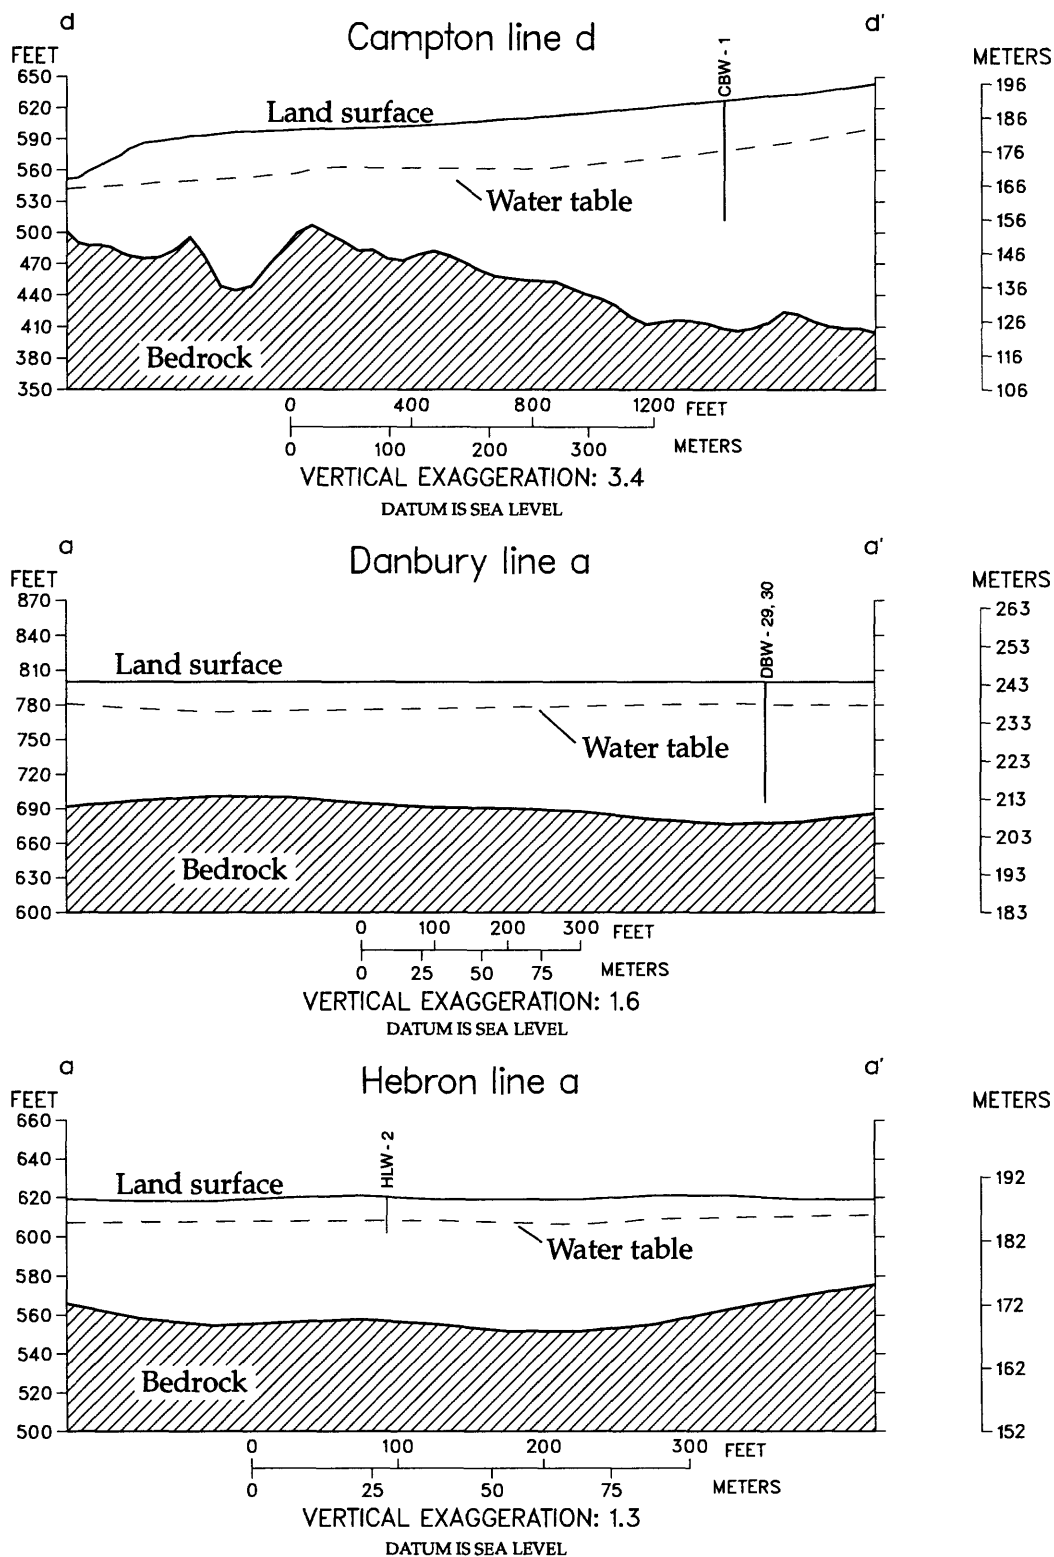 d d'
Campton line d
FEET METERS
CBW - 1
650
620
590
560
530
500
470
440
410
380
350
196
186
176
166
156
146
136
126
116
106
Land surface
Water table
Bedrock
0 400 800 1200 FEET
0 100 200 300 METERS
VERTICAL EXAGGERATION: 3.4
DATUM IS SEA LEVEL
a a'
Danbury line a
FEET METERS
DBW - 29, 30
870
840
810
780
750
720
690
660
630
600
263
253
243
233
223
213
203
193
183
Land surface
Water table
Bedrock
0 100 200 300 FEET
0 25 50 75 METERS
VERTICAL EXAGGERATION: 1.6
DATUM IS SEA LEVEL
a a'
Hebron line a
FEET METERS
HLW - 2
660
640
620
600
580
560
540
520
500
192
182
172
162
152
Land surface
Water table
Bedrock
0 100 200 300 FEET
0 25 50 75 METERS
VERTICAL EXAGGERATION: 1.3
DATUM IS SEA LEVEL